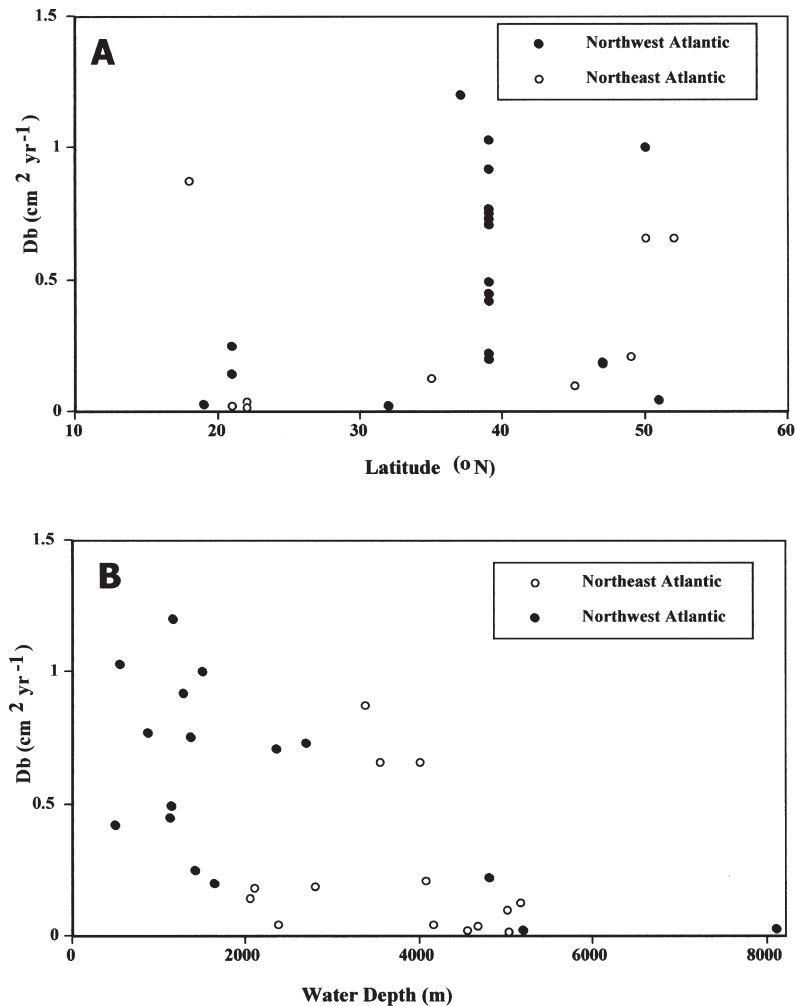 1.5
A
Northwest Atlantic
Northeast Atlantic
1
Db (cm 2 yr-1)
0.5
0
10 20 30 40 50 60
Latitude (o N)
1.5
B
Northeast Atlantic
Northwest Atlantic
1
Db (cm 2 yr-1)
0.5
0
0 2000 4000 6000 8000
Water Depth (m)